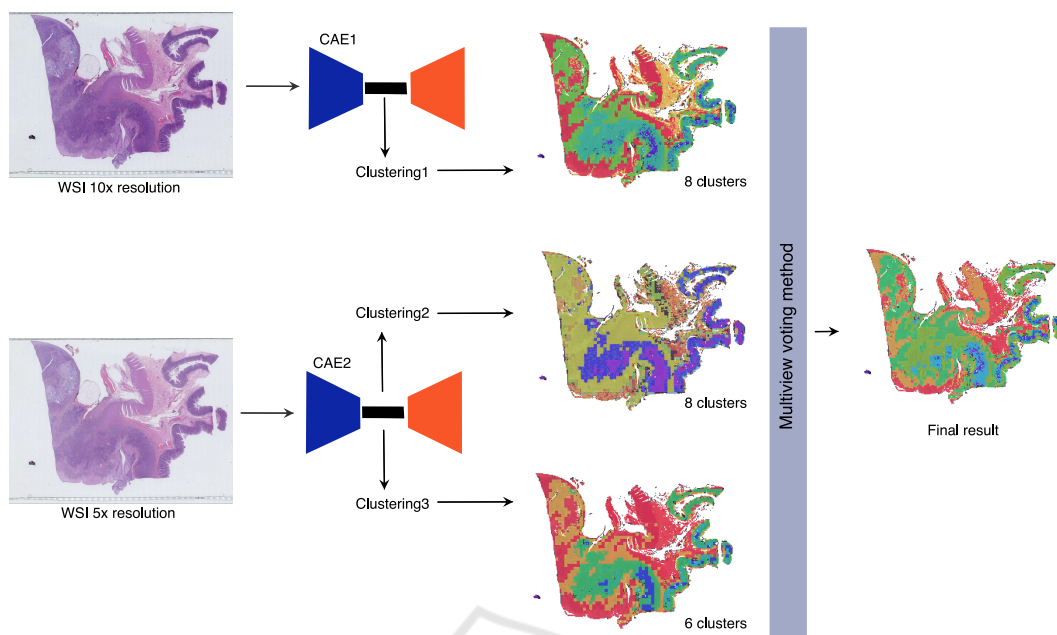 CAE1
Clustering1
WSI 10x resolution
8 clusters
Clustering2
CAE2
8 clusters
Clustering3
WSI 5x resolution
6 clusters
Multiview voting method
Final result